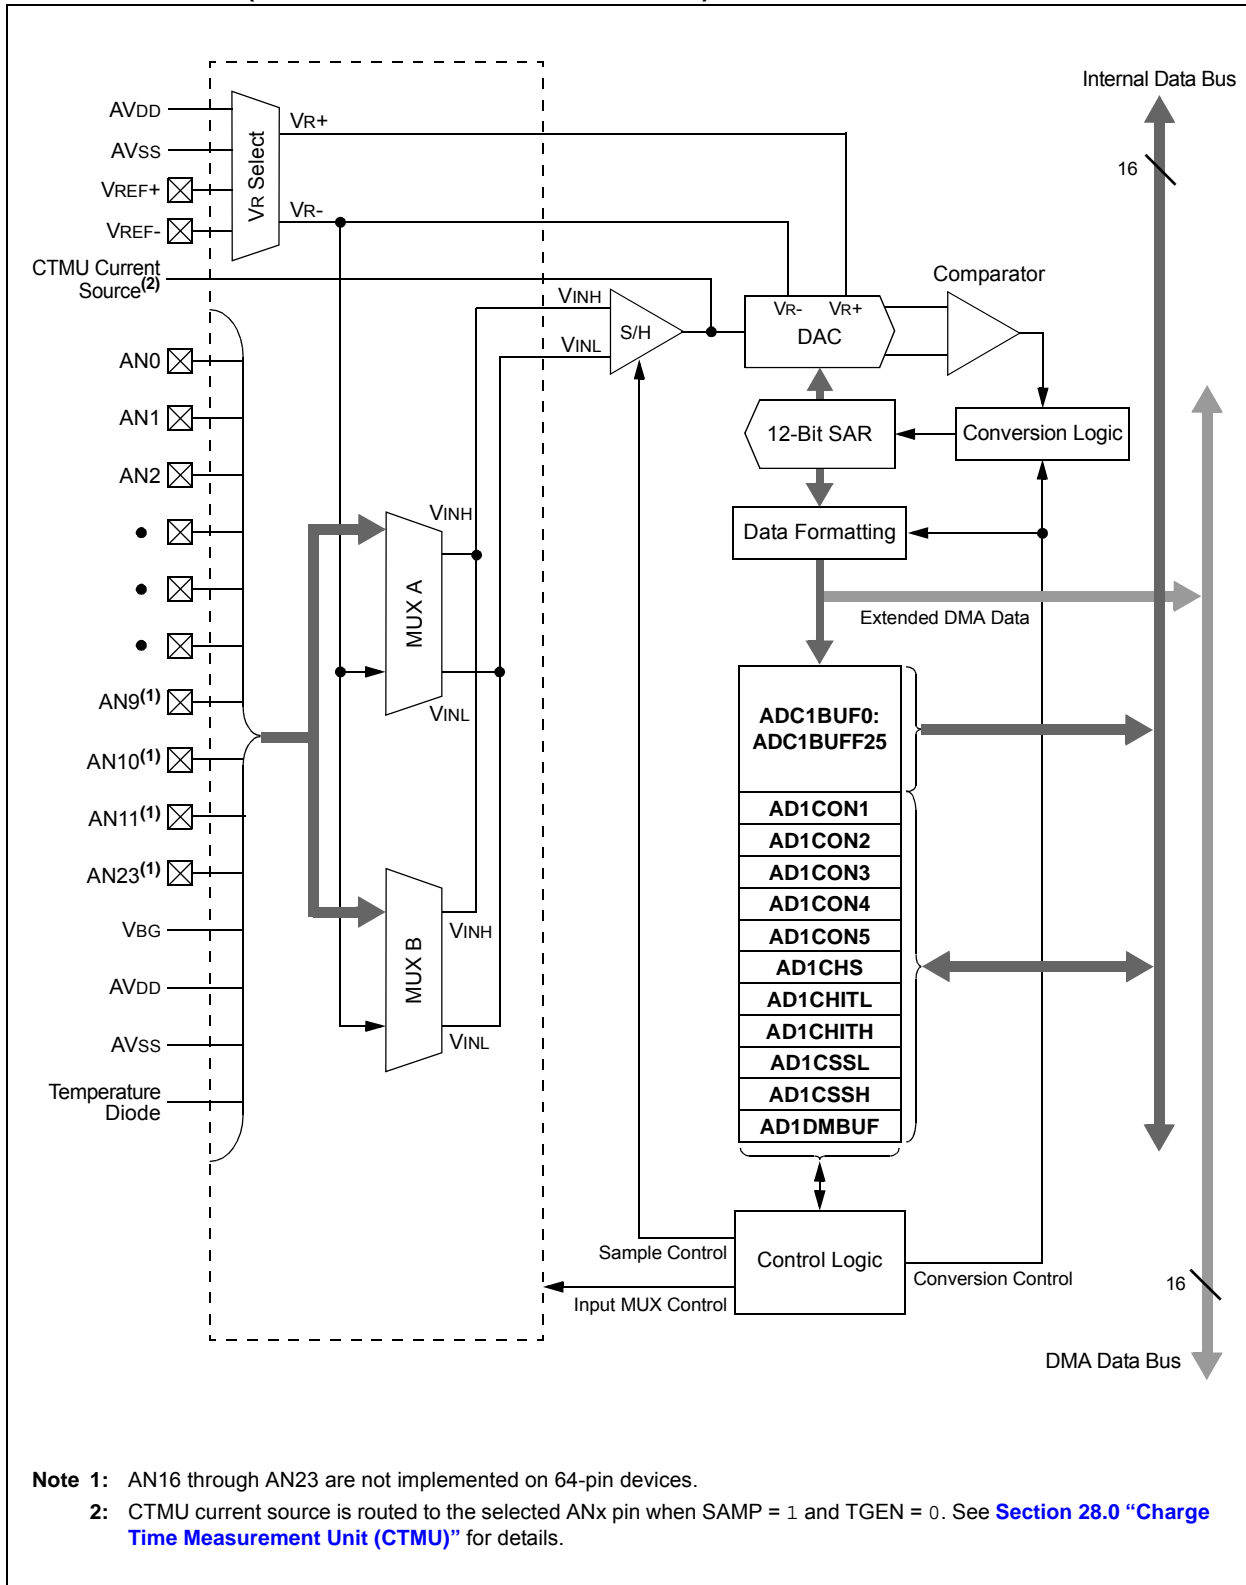 Internal Data Bus
AVDD
AVSS
VREF+
VREF-
VR Select
VR+
VR-
16
CTMU Current
Source(2)
Comparator
VINH
VINL
S/H
VR- VR+
DAC
AN0
AN1
AN2
•
•
•
AN9(1)
AN10(1)
AN11(1)
AN23(1)
VBG
AVDD
AVSS
Temperature
Diode
12-Bit SAR
Conversion Logic
VINH
MUX A
VINL
Data Formatting
Extended DMA Data
ADC1BUF0:
ADC1BUFF25
AD1CON1
AD1CON2
AD1CON3
AD1CON4
AD1CON5
AD1CHS
AD1CHITL
AD1CHITH
AD1CSSL
AD1CSSH
AD1DMBUF
MUX B
VINH
VINL
Sample Control
Control Logic
Conversion Control
Input MUX Control
16
DMA Data Bus
Note 1: AN16 through AN23 are not implemented on 64-pin devices.
2: CTMU current source is routed to the selected ANx pin when SAMP = 1 and TGEN = 0. See Section 28.0 “Charge
Time Measurement Unit (CTMU)” for details.